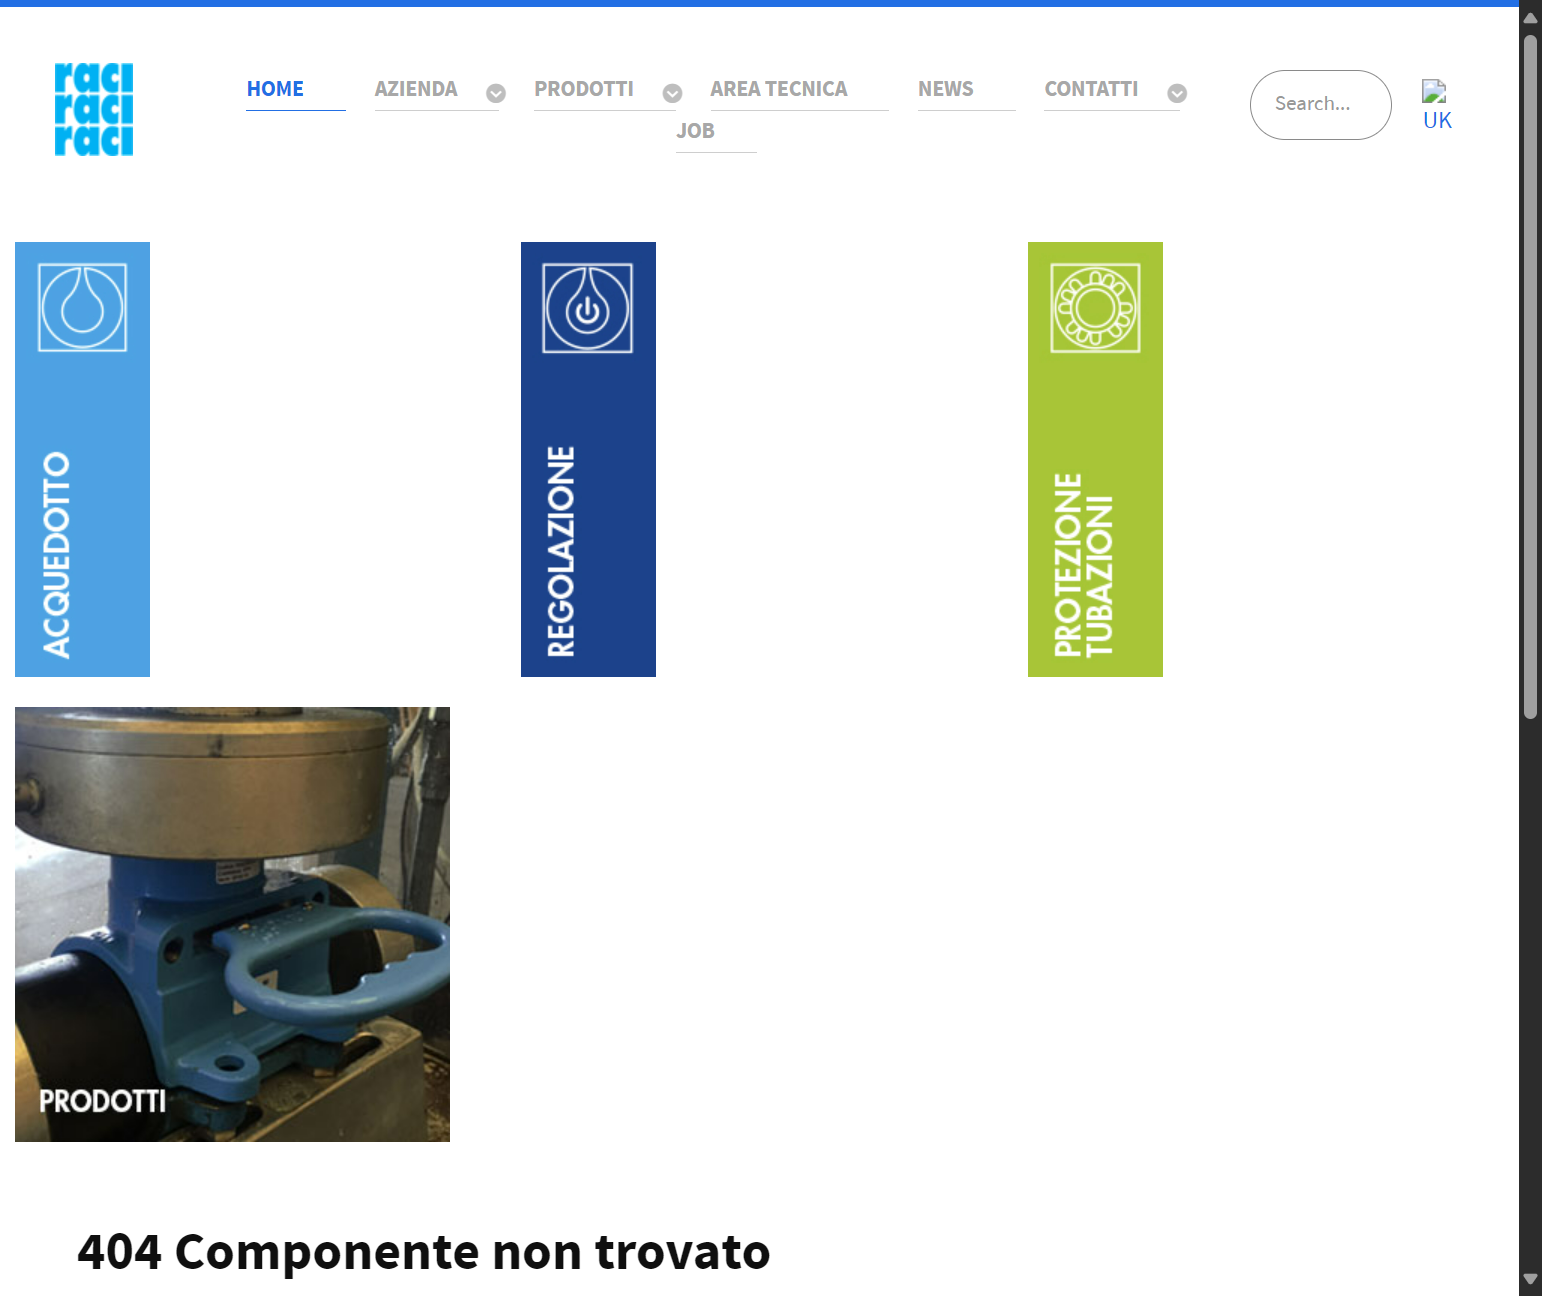 raci
raci
raci
HOME
AZIENDA
PRODOTTI
AREA TECNICA
NEWS
CONTATTI
JOB
Search...
UK
ACQUEDOTTO
REGOLAZIONE
PROTEZIONE
TUBAZIONI
PRODOTTI
404 Componente non trovato